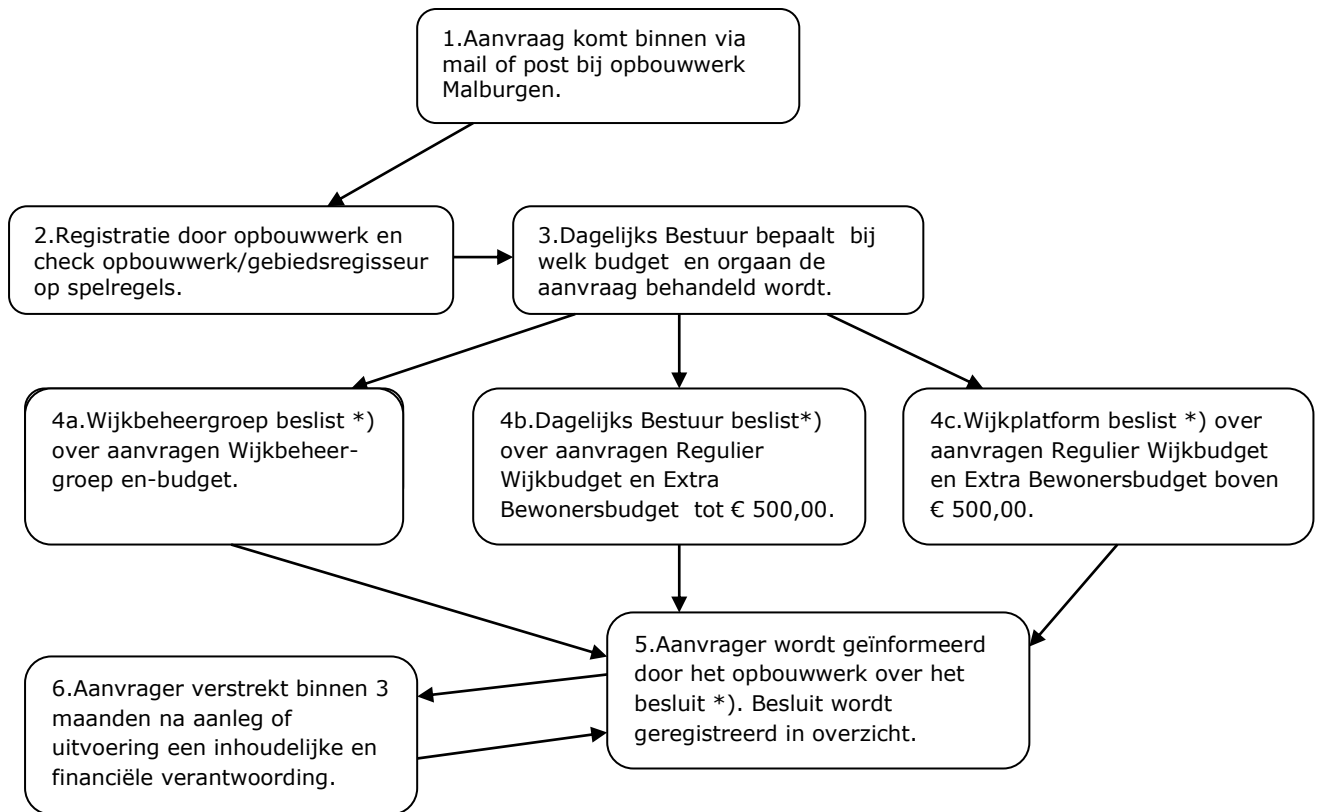 1.Aanvraag komt binnen via
mail of post bij opbouwwerk
Malburgen.
2.Registratie door opbouwwerk en
check opbouwwerk/gebiedsregisseur
op spelregels.
3.Dagelijks Bestuur bepaalt bij
welk budget en orgaan de
aanvraag behandeld wordt.
4a.Wijkbeheergroep beslist *)
over aanvragen Wijkbeheer-
groep en-budget.
4b.Dagelijks Bestuur beslist*)
over aanvragen Regulier
Wijkbudget en Extra
Bewonersbudget tot € 500,00.
4c.Wijkplatform beslist *) over
aanvragen Regulier Wijkbudget
en Extra Bewonersbudget boven
€ 500,00.
5.Aanvrager wordt geïnformeerd
door het opbouwwerk over het
besluit *). Besluit wordt
geregistreerd in overzicht.
6.Aanvrager verstrekt binnen 3
maanden na aanleg of
uitvoering een inhoudelijke en
financiële verantwoording.